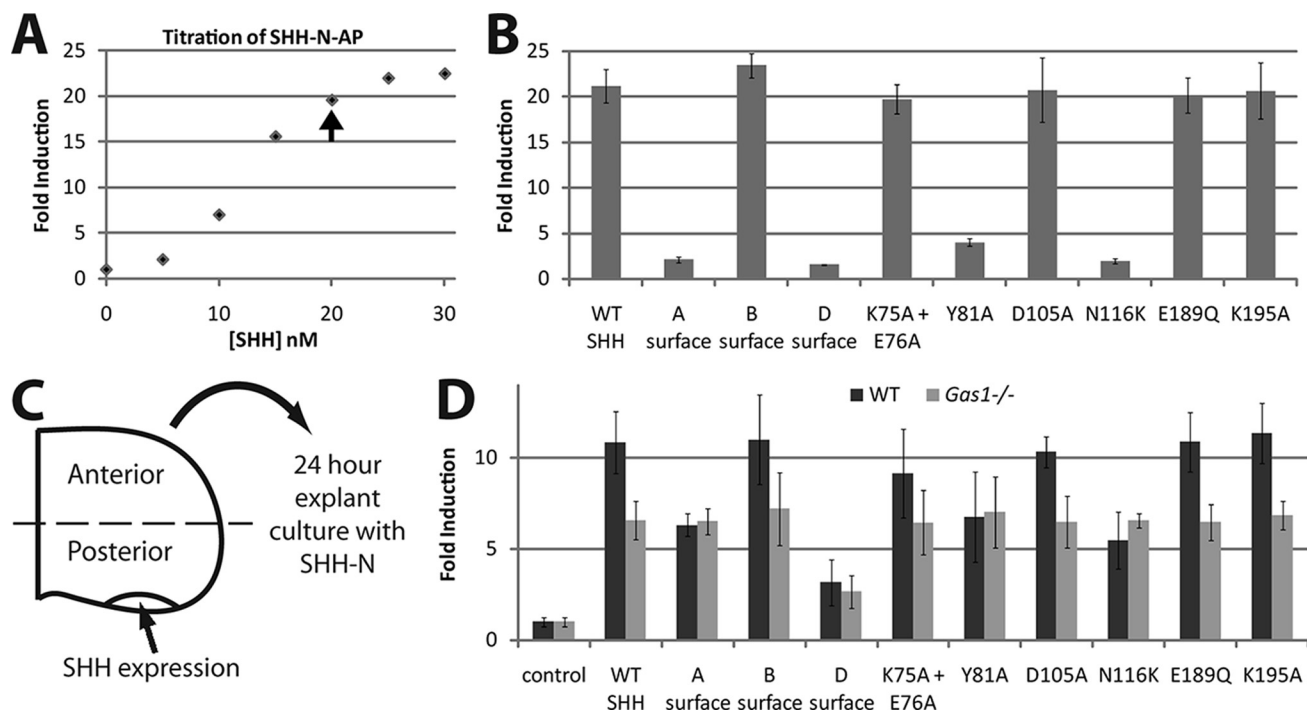 A
Titration of SHH-N-AP
Fold Induction
25
20
15
10
5
0
0 10 20 30
[SHH] nM
B
Fold Induction
25
20
15
10
5
0
WT SHH
A surface
B surface
D surface
K75A + E76A
Y81A
D105A
N116K
E189Q
K195A
C
Anterior
Posterior
SHH expression
24 hour
explant
culture with
SHH-N
D
WT Gas1-/-
Fold Induction
10
5
0
control
WT SHH
A surface
B surface
D surface
K75A + E76A
Y81A
D105A
N116K
E189Q
K195A